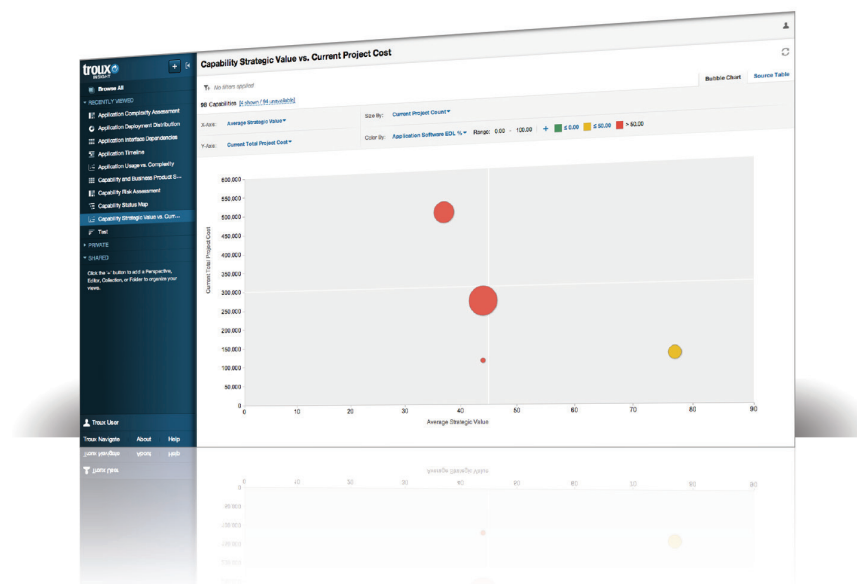 troux
INSIGHT
Browse All
RECENTLY VIEWED
Application Complexity Assessment
Application Deployment Distribution
Application Interface Dependencies
Application Timeline
Application Usage vs. Complexity
Capability and Business Product S...
Capability Risk Assessment
Capability Status Map
Capability Strategic Value vs. Curr...
Test
PRIVATE
SHARED
Click the '+' button to add a Perspective,
Editor, Collection, or Folder to organize your
views.
Troux User
Troux Navigate About Help
Capability Strategic Value vs. Current Project Cost
No filters applied
98 Capabilities [4 shown / 94 unavailable]
Bubble Chart Source Table
X-Axis: Average Strategic Value
Size By: Current Project Count
Y-Axis: Current Total Project Cost
Color By: Application Software EOL % Range: 0.00 - 100.00 + ≤ 0.00 ≤ 50.00 > 50.00
Current Total Project Cost
600,000
550,000
500,000
450,000
400,000
350,000
300,000
250,000
200,000
150,000
100,000
50,000
0
0 10 20 30 40 50 60 70 80 90
Average Strategic Value